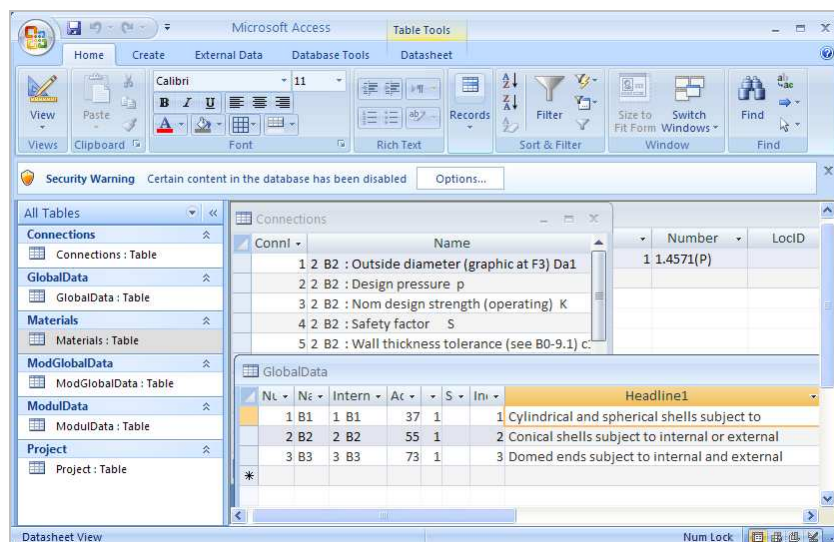 Microsoft Access
Table Tools
Home Create External Data Database Tools Datasheet
View
Paste
Calibri 11
B I U
Records
Filter
Size to Fit Form
Switch Windows
Find
Views Clipboard Font Rich Text Sort & Filter Window Find
Security Warning Certain content in the database has been disabled Options...
All Tables
Connections
Connections : Table
GlobalData
GlobalData : Table
Materials
Materials : Table
ModGlobalData
ModGlobalData : Table
ModulData
ModulData : Table
Project
Project : Table
Connections
Name
1 2 B2 : Outside diameter (graphic at F3) Da1
2 2 B2 : Design pressure p
3 2 B2 : Nom design strength (operating) K
4 2 B2 : Safety factor S
5 2 B2 : Wall thickness tolerance (see B0-9.1)
Number LocID
1 1.4571(P)
GlobalData
Intern Headline1
1 B1 1 B1 37 1 1 Cylindrical and spherical shells subject to
2 B2 2 B2 55 1 2 Conical shells subject to internal or external
3 B3 3 B3 73 1 3 Domed ends subject to internal and external
Datasheet View Num Lock